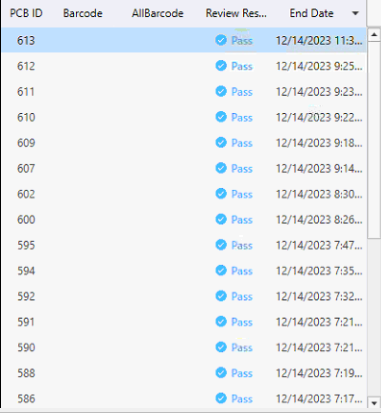 PCB ID Barcode AllBarcode Review Res... End Date
613 Pass 12/14/2023 11:3...
612 Pass 12/14/2023 9:25...
611 Pass 12/14/2023 9:23...
610 Pass 12/14/2023 9:22...
609 Pass 12/14/2023 9:18...
607 Pass 12/14/2023 9:14...
602 Pass 12/14/2023 8:30...
600 Pass 12/14/2023 8:26...
595 Pass 12/14/2023 7:47...
594 Pass 12/14/2023 7:35...
592 Pass 12/14/2023 7:32...
591 Pass 12/14/2023 7:21...
590 Pass 12/14/2023 7:21...
588 Pass 12/14/2023 7:19...
586 Pass 12/14/2023 7:17...